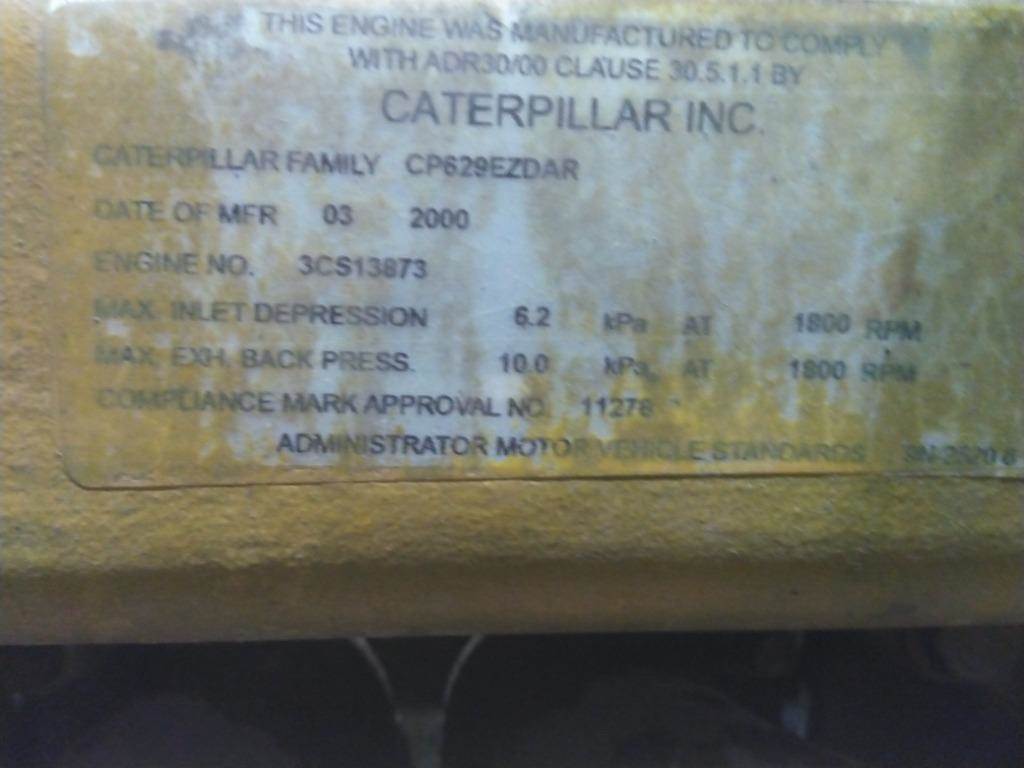 THIS ENGINE WAS MANUFACTURED TO COMPLY
WITH ADR30/00 CLAUSE 30.5.1.1 BY
CATERPILLAR INC.
CATERPILLAR FAMILY CP629EZDAR
DATE OF MFR 03 2000
ENGINE NO. 3CS13873
MAX. INLET DEPRESSION 6.2 kPa AT 1800 RPM
MAX. EXH. BACK PRESS. 10.0 kPa, AT 1800 RPM
COMPLIANCE MARK APPROVAL NO. 11276
ADMINISTRATOR MOTOR VEHICLE STANDARDS